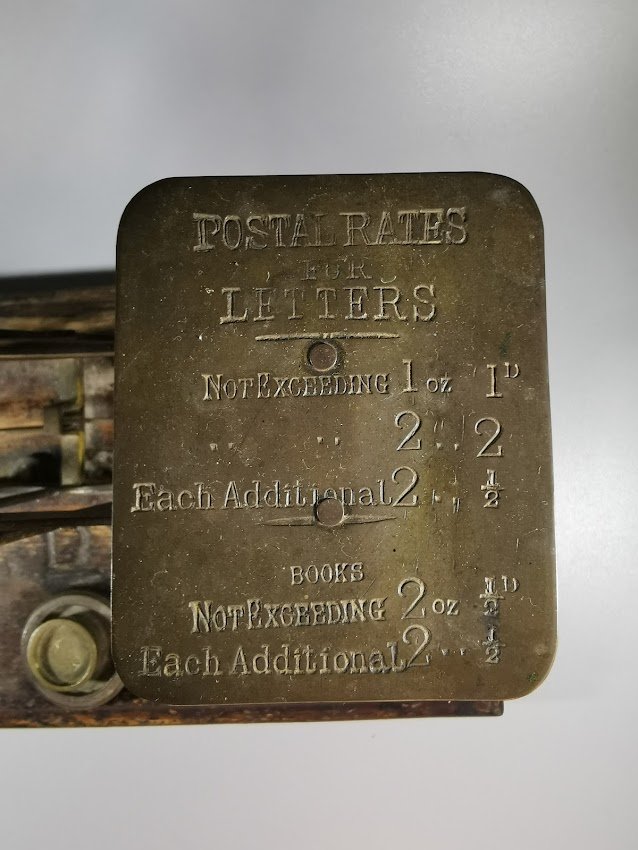 POSTAL RATES
FOR
LETTERS
NOT EXCEEDING 1 OZ 1D
.. .. 2 .. 2
Each Additional 2 .. ½
BOOKS
NOT EXCEEDING 2 OZ ½D
Each Additional 2 .. ½